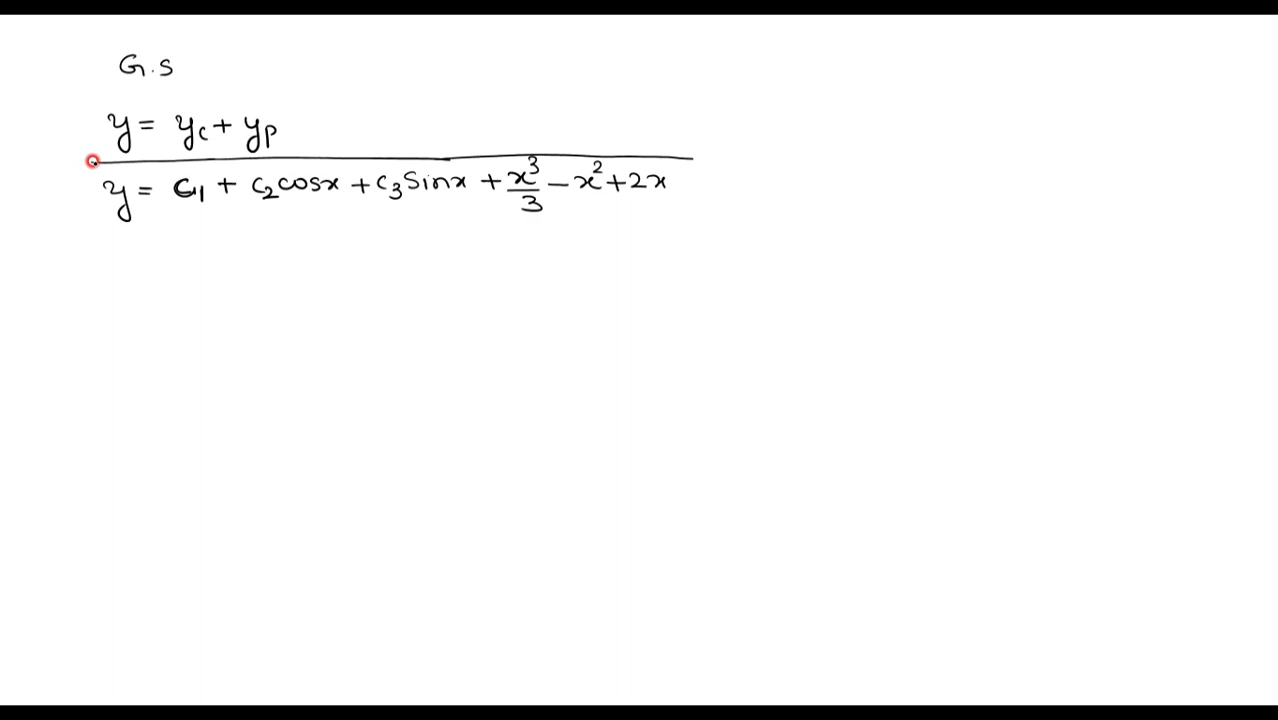 G.S
y = yc + yp
y = C1 + C2cosx + C3Sinx + x³/3 − x² + 2x